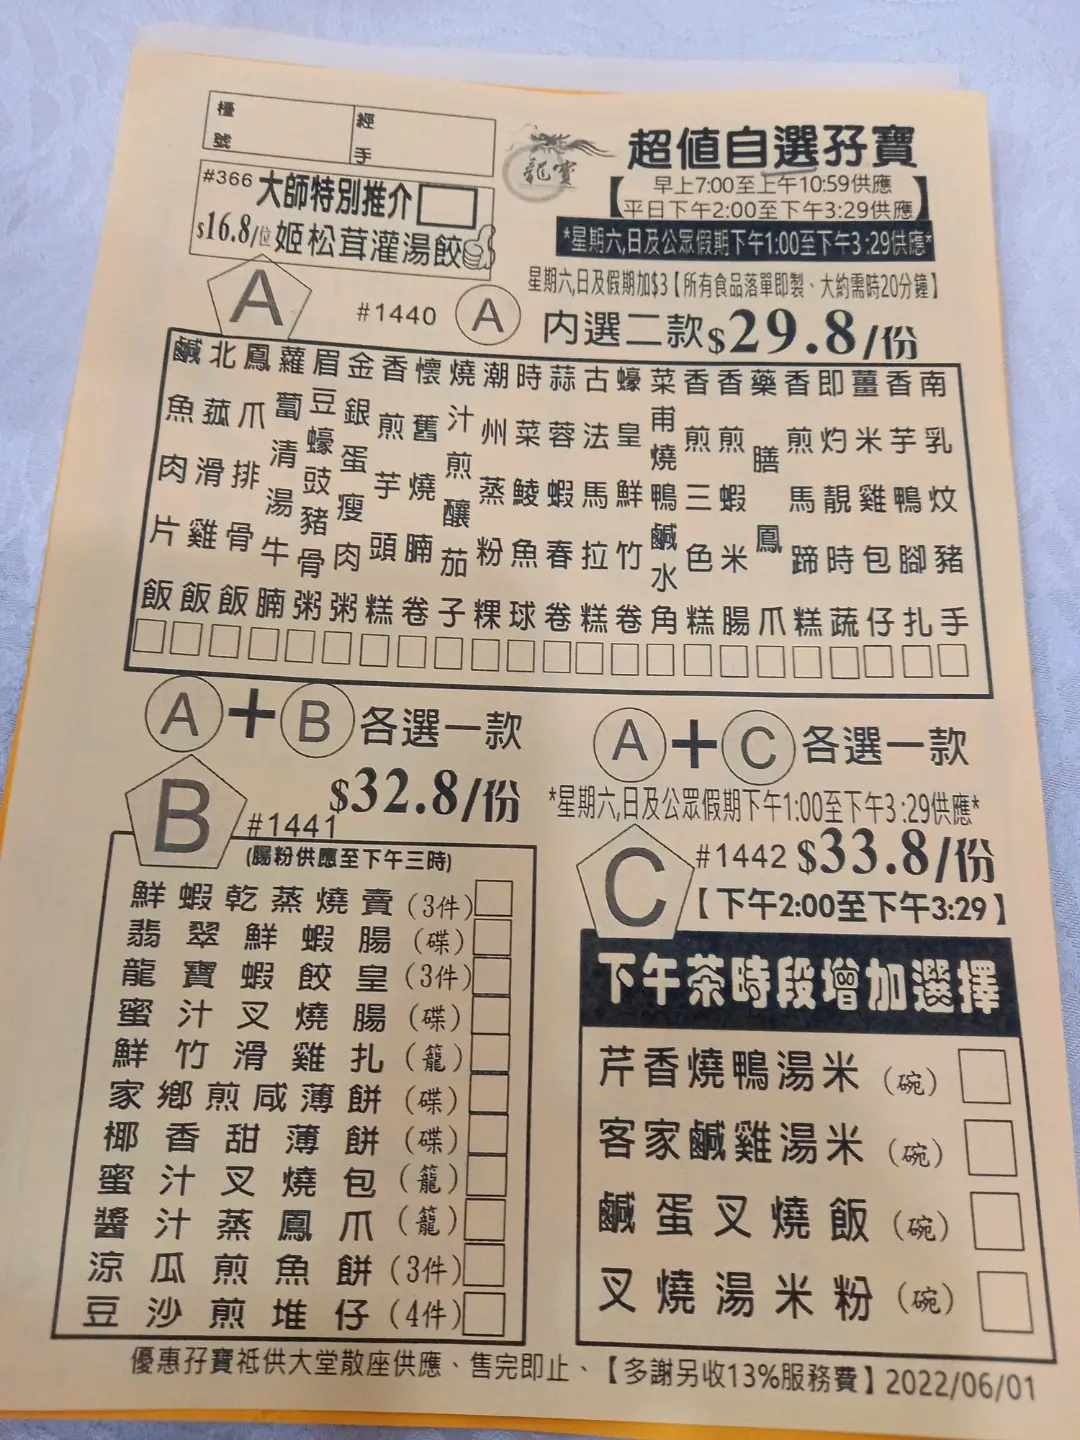 檯號
經手
龍寶
超值自選孖寶
【早上7:00至上午10:59供應
平日下午2:00至下午3:29供應】
*星期六,日及公眾假期下午1:00至下午3:29供應*
#366 大師特別推介
$16.8/位 姬松茸灌湯餃
星期六,日及假期加$3【所有食品落單即製、大約需時20分鐘】
A
#1440 A 內選二款$29.8/份
鹹魚肉片飯
北菰滑雞飯
鳳爪排骨飯
蘿蔔清湯牛腩
眉豆蠔豉豬骨粥
金銀蛋瘦肉粥
香煎芋頭糕
懷舊燒腩卷
燒汁煎釀茄子
潮州蒸粉粿
時菜鯪魚球
蒜蓉蝦春卷
古法馬拉糕
蠔皇鮮竹卷
菜甫燒鴨鹹水角
香煎三色糕
香煎蝦米腸
藥膳鳳爪
香煎馬蹄糕
即灼靚時蔬
薑米雞包仔
香芋鴨腳扎
南乳炆豬手
A+B各選一款
$32.8/份
B
#1441
(腸粉供應至下午三時)
鮮蝦乾蒸燒賣(3件)
翡翠鮮蝦腸(碟)
龍寶蝦餃皇(3件)
蜜汁叉燒腸(碟)
鮮竹滑雞扎(籠)
家鄉煎咸薄餅(碟)
椰香甜薄餅(碟)
蜜汁叉燒包(籠)
醬汁蒸鳳爪(籠)
涼瓜煎魚餅(3件)
豆沙煎堆仔(4件)
A+C各選一款
*星期六,日及公眾假期下午1:00至下午3:29供應*
C
#1442 $33.8/份
【下午2:00至下午3:29】
下午茶時段增加選擇
芹香燒鴨湯米(碗)
客家鹹雞湯米(碗)
鹹蛋叉燒飯(碗)
叉燒湯米粉(碗)
優惠孖寶祗供大堂散座供應、售完即止、【多謝另收13%服務費】2022/06/01